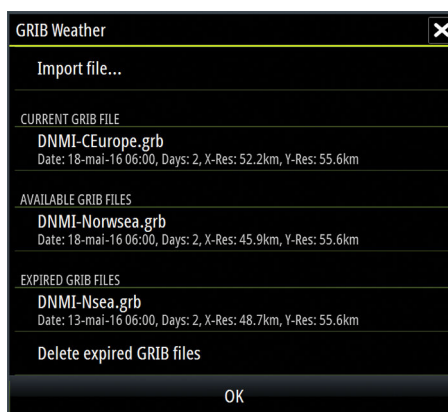 GRIB Weather
Import file...
CURRENT GRIB FILE
DNMI-CEurope.grb
Date: 18-mai-16 06:00, Days: 2, X-Res: 52.2km, Y-Res: 55.6km
AVAILABLE GRIB FILES
DNMI-Norwsea.grb
Date: 18-mai-16 06:00, Days: 2, X-Res: 45.9km, Y-Res: 55.6km
EXPIRED GRIB FILES
DNMI-Nsea.grb
Date: 13-mai-16 06:00, Days: 2, X-Res: 48.7km, Y-Res: 55.6km
Delete expired GRIB files
OK